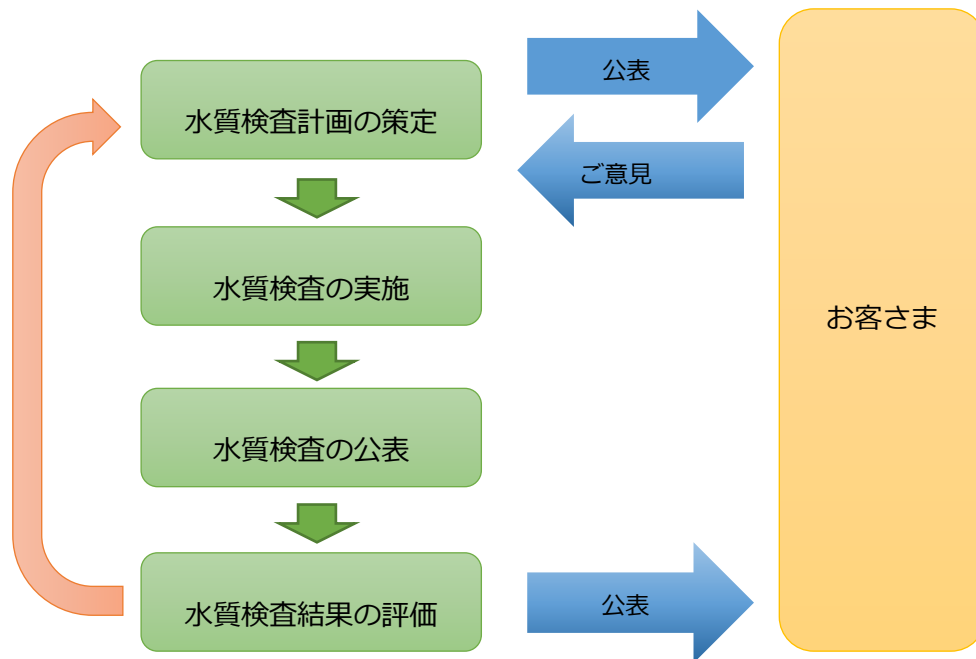 公表
水質検査計画の策定
ご意見
水質検査の実施
お客さま
水質検査の公表
水質検査結果の評価
公表